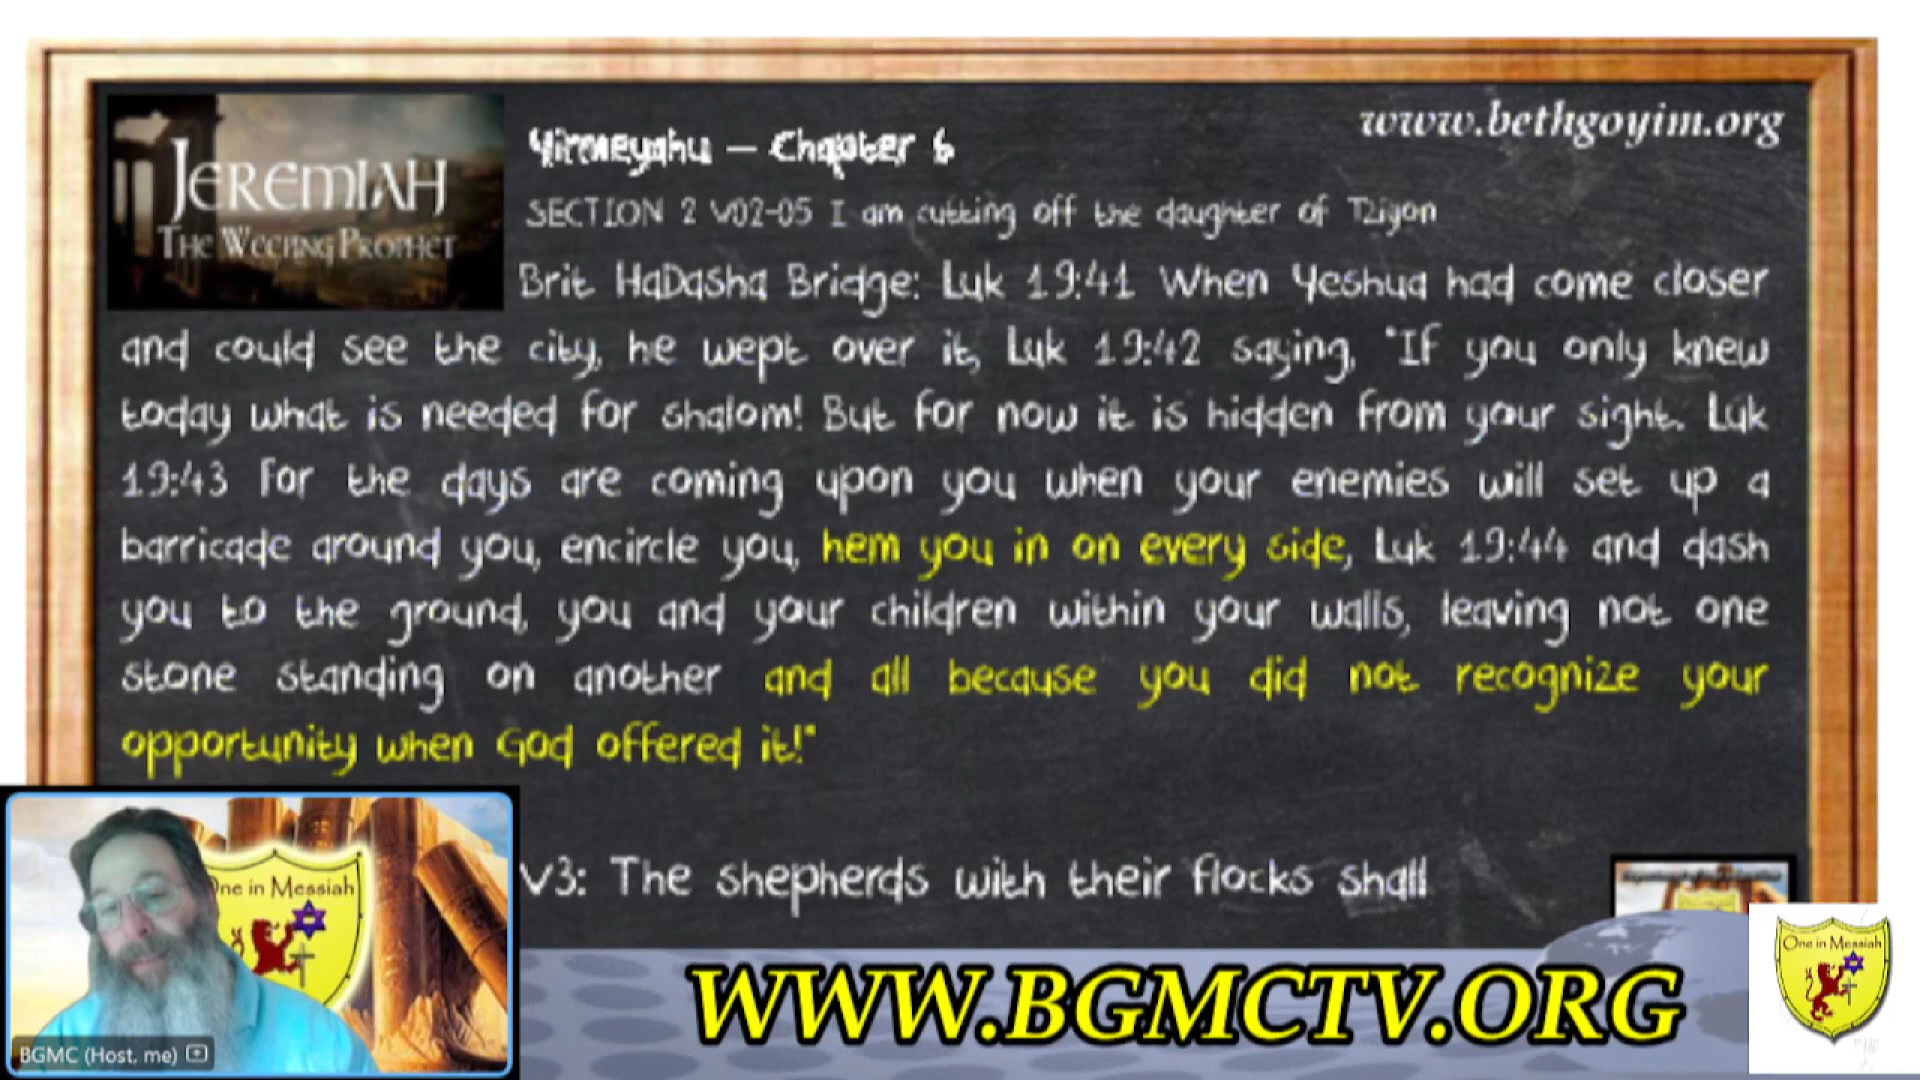 www.bethgoyim.org
JEREMIAH
THE WEEPING PROPHET
Yirmeyahu – Chapter 6
SECTION 2 V02-05 I am cutting off the daughter of Tziyon
Brit HaDasha Bridge: Luk 19:41 When Yeshua had come closer
and could see the city, he wept over it, Luk 19:42 saying, "If you only knew
today what is needed for shalom! But for now it is hidden from your sight. Luk
19:43 For the days are coming upon you when your enemies will set up a
barricade around you, encircle you, hem you in on every side, Luk 19:44 and dash
you to the ground, you and your children within your walls, leaving not one
stone standing on another and all because you did not recognize your
opportunity when God offered it!"
V3: The shepherds with their flocks shall
One in Messiah
BGMC (Host, me)
WWW.BGMCTV.ORG
One in Messiah